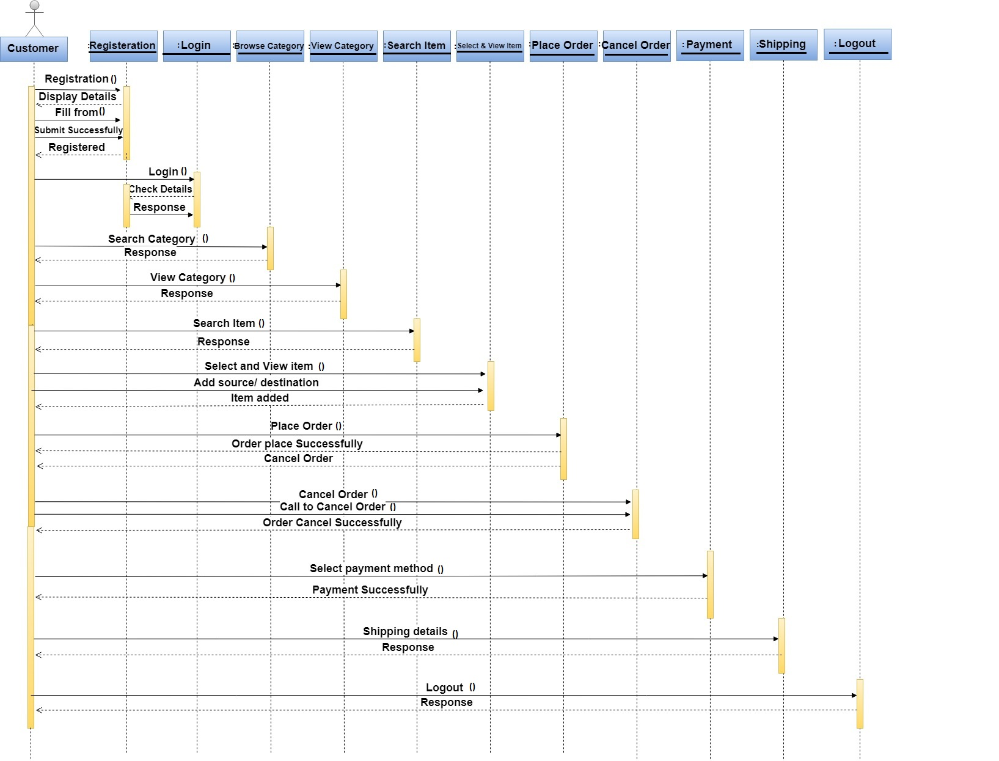 Customer
:Registeration
:Login
:Browse Category
:View Category
:Search Item
:Select & View Item
:Place Order
:Cancel Order
:Payment
:Shipping
:Logout
Registration ()
Display Details
Fill from()
Submit Successfully
Registered
Login ()
Check Details
Response
Search Category ()
Response
View Category ()
Response
Search Item ()
Response
Select and View item ()
Add source/ destination
Item added
Place Order ()
Order place Successfully
Cancel Order
Cancel Order ()
Call to Cancel Order ()
Order Cancel Successfully
Select payment method ()
Payment Successfully
Shipping details ()
Response
Logout ()
Response